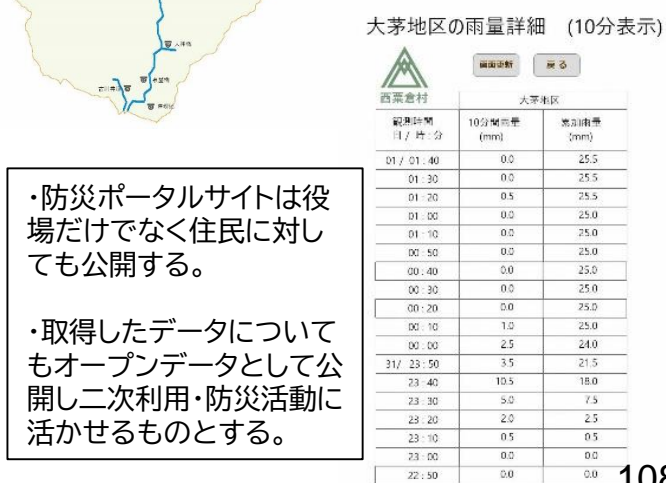 大茅地区の雨量詳細 (10分表示)
画面更新 戻る
西粟倉村
大茅地区
観測時間
日 / 時 : 分
10分間雨量
(mm)
累加雨量
(mm)
01 / 01 : 40 0.0 25.5
01 : 30 0.0 25.5
01 : 20 0.5 25.5
01 : 00 0.0 25.0
01 : 10 0.0 25.0
00 : 50 0.0 25.0
00 : 40 0.0 25.0
00 : 30 0.0 25.0
00 : 20 0.0 25.0
00 : 10 1.0 25.0
00 : 00 2.5 24.0
31 / 23 : 50 3.5 21.5
23 : 40 10.5 18.0
23 : 30 5.0 7.5
23 : 20 2.0 2.5
23 : 10 0.5 0.5
23 : 00 0.0 0.0
22 : 50 0.0 0.0
・防災ポータルサイトは役
場だけでなく住民に対し
ても公開する。
・取得したデータについて
もオープンデータとして公
開し二次利用・防災活動に
活かせるものとする。
108